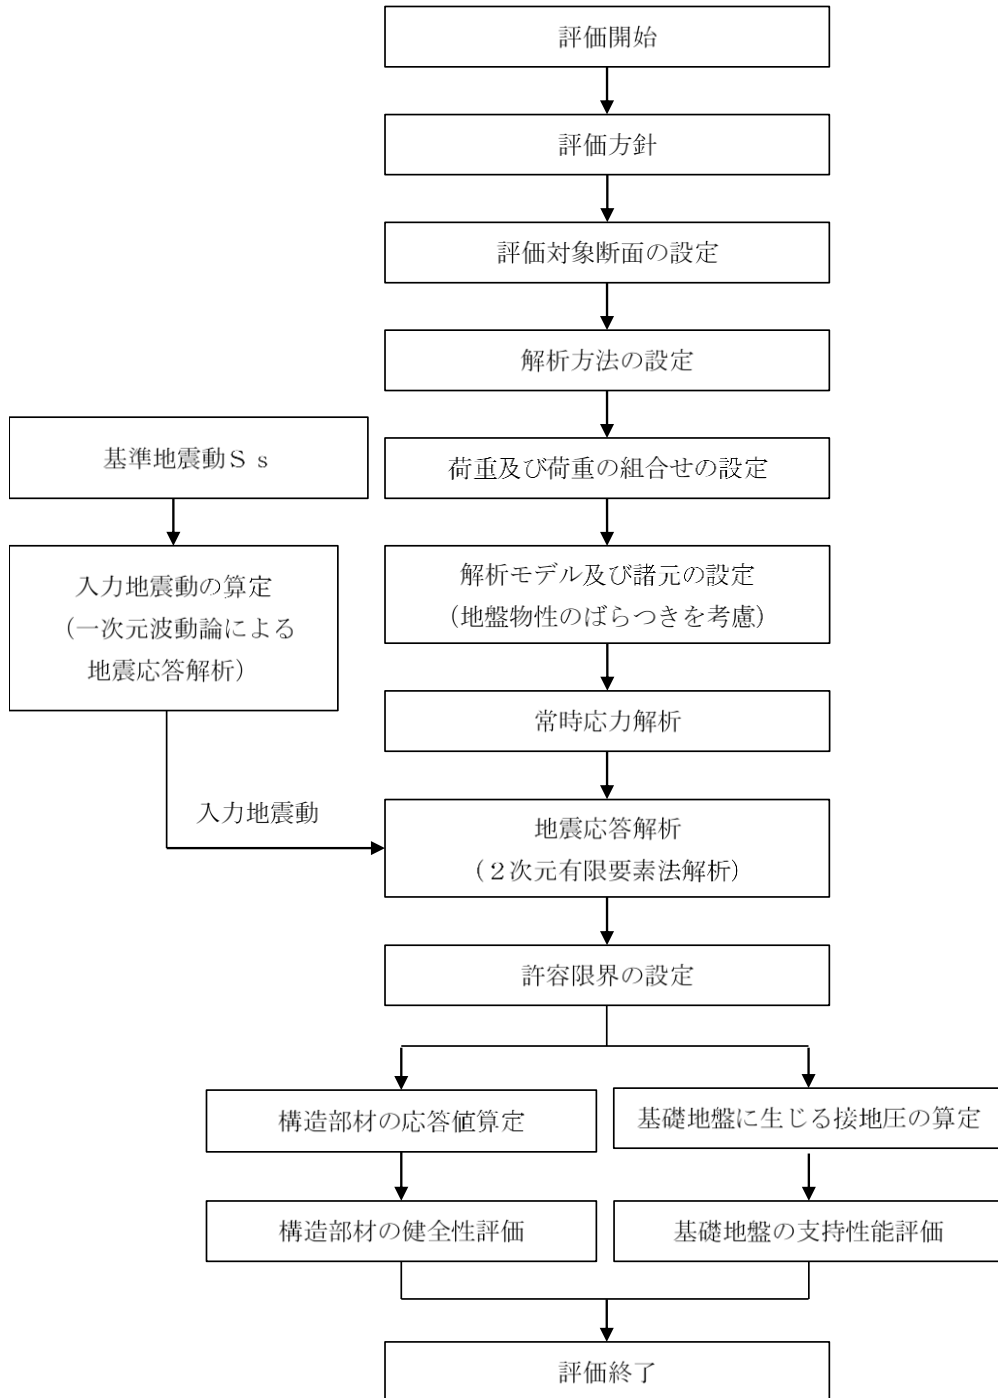 評価開始
評価方針
評価対象断面の設定
解析方法の設定
基準地震動Ｓｓ
荷重及び荷重の組合せの設定
入力地震動の算定
（一次元波動論による
地震応答解析）
解析モデル及び諸元の設定
（地盤物性のばらつきを考慮）
常時応力解析
入力地震動
地震応答解析
（２次元有限要素法解析）
許容限界の設定
構造部材の応答値算定
基礎地盤に生じる接地圧の算定
構造部材の健全性評価
基礎地盤の支持性能評価
評価終了